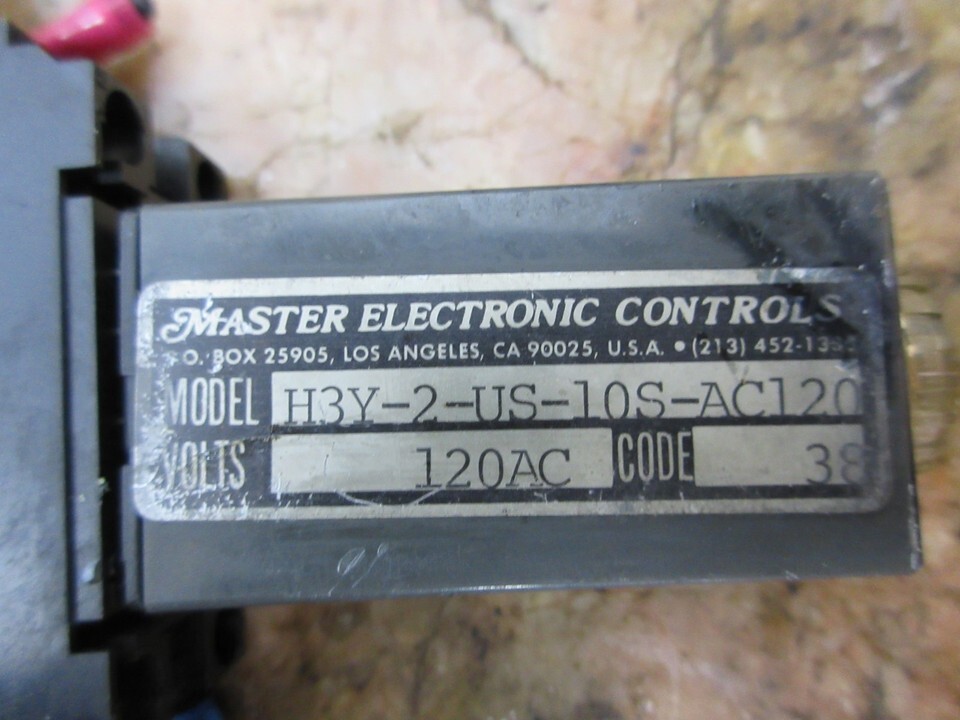 MASTER ELECTRONIC CONTROLS
P.O. BOX 25905, LOS ANGELES, CA 90025, U.S.A. • (213)
MODEL H3Y-2-US-10S-AC120
VOLTS 120AC CODE 38